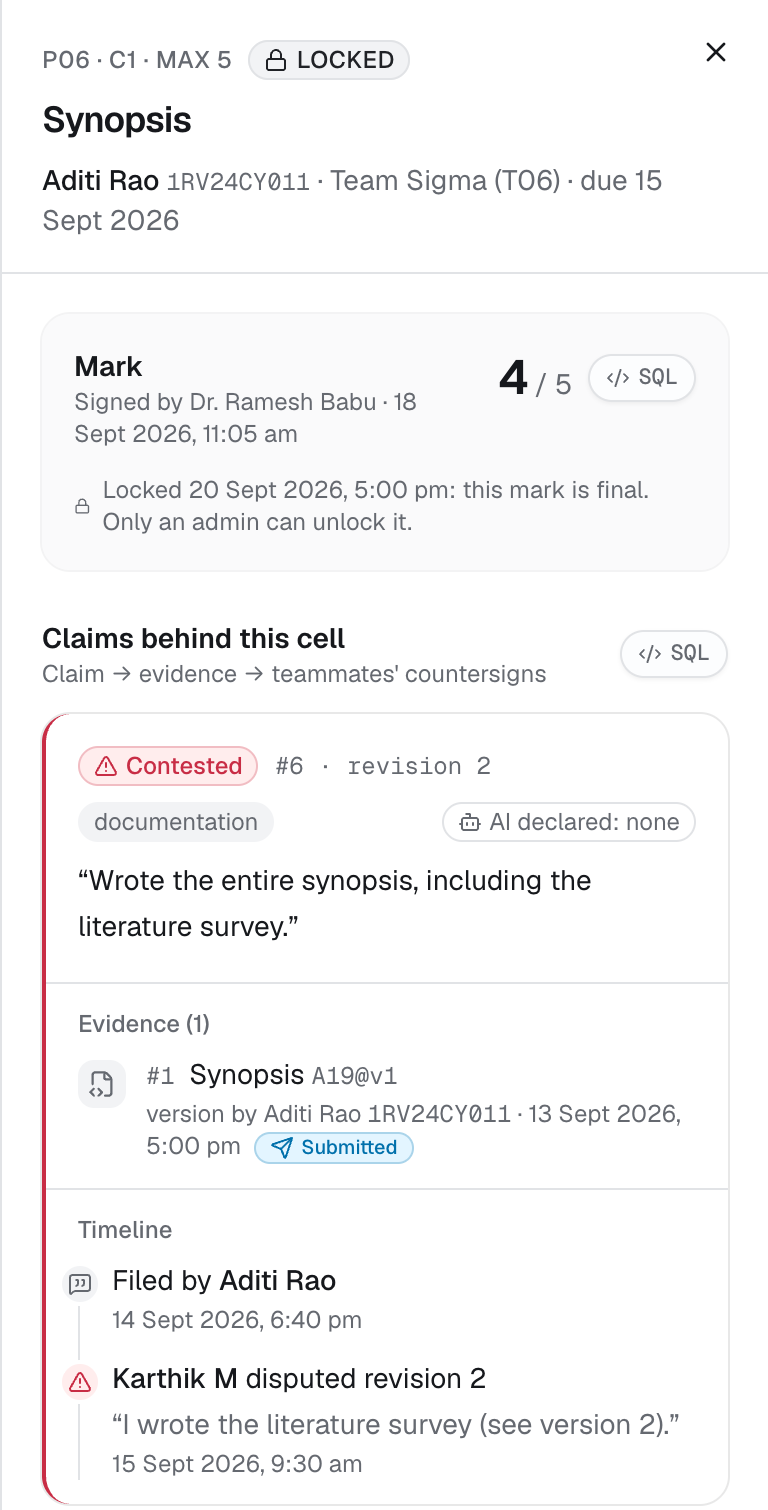 P06 · C1 · MAX 5 LOCKED
Synopsis
Aditi Rao 1RV24CY011 · Team Sigma (T06) · due 15
Sept 2026
Mark
4 / 5 </> SQL
Signed by Dr. Ramesh Babu · 18
Sept 2026, 11:05 am
Locked 20 Sept 2026, 5:00 pm: this mark is final.
Only an admin can unlock it.
Claims behind this cell
</> SQL
Claim → evidence → teammates' countersigns
Contested #6 · revision 2
documentation AI declared: none
“Wrote the entire synopsis, including the
literature survey.”
Evidence (1)
#1 Synopsis A19@v1
version by Aditi Rao 1RV24CY011 · 13 Sept 2026,
5:00 pm Submitted
Timeline
Filed by Aditi Rao
14 Sept 2026, 6:40 pm
Karthik M disputed revision 2
“I wrote the literature survey (see version 2).”
15 Sept 2026, 9:30 am